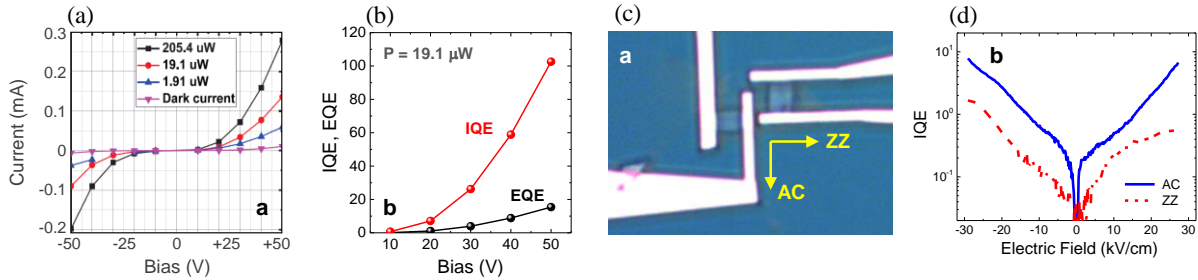 (a)
0.3
0.2
0.1
0
-0.1
-0.2
Current (mA)
205.4 uW
19.1 uW
1.91 uW
Dark current
a
-50
-25
0
+25
+50
Bias (V)
(b)
120
100
80
60
40
20
0
IQE, EQE
P = 19.1 µW
IQE
EQE
b
10
20
30
40
50
Bias (V)
(c)
a
ZZ
AC
(d)
10¹
10⁰
10⁻¹
IQE
b
AC
ZZ
-30
-20
-10
0
10
20
30
Electric Field (kV/cm)